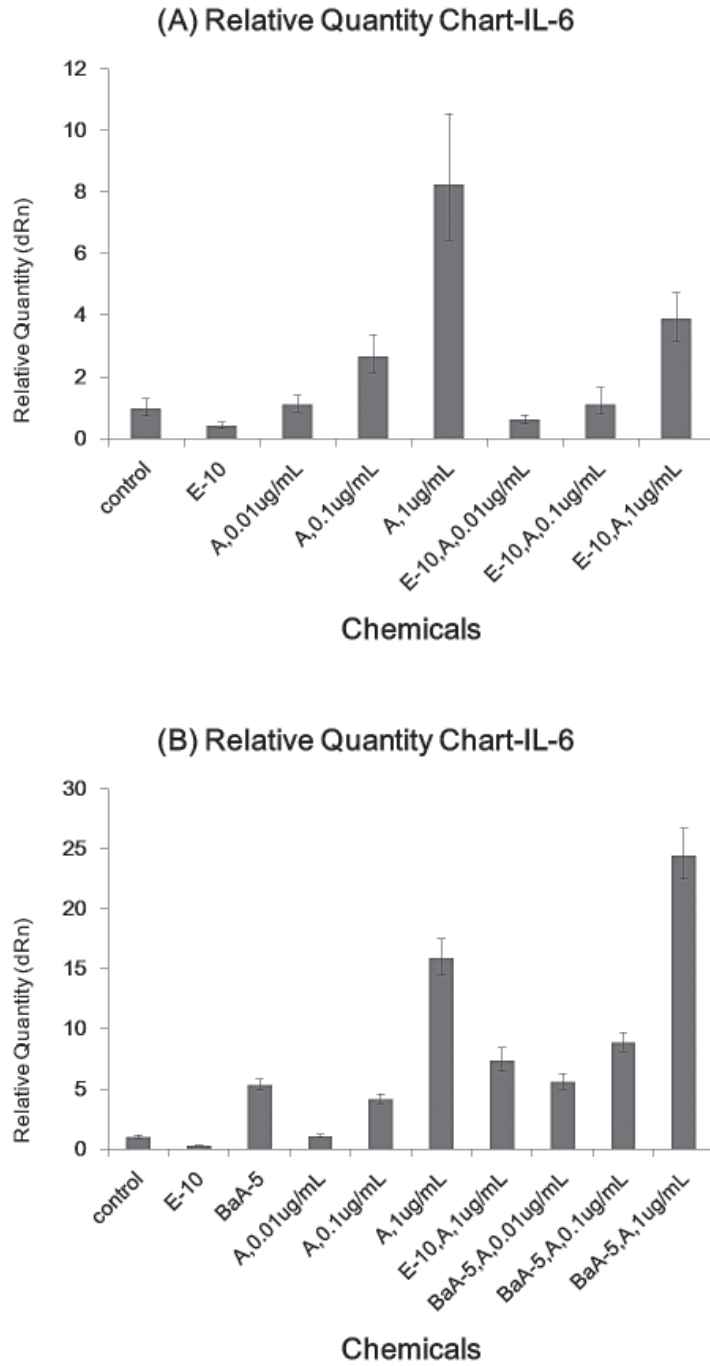 (A) Relative Quantity Chart-IL-6
12
10
8
6
4
2
0
Relative Quantity (dRn)
control
E-10
A,0.01ug/mL
A,0.1ug/mL
A,1ug/mL
E-10,A,0.01ug/mL
E-10,A,0.1ug/mL
E-10,A,1ug/mL
Chemicals
(B) Relative Quantity Chart-IL-6
30
25
20
15
10
5
0
Relative Quantity (dRn)
control
E-10
BaA-5
A,0.01ug/mL
A,0.1ug/mL
A,1ug/mL
E-10,A,1ug/mL
BaA-5,A,0.01ug/mL
BaA-5,A,0.1ug/mL
BaA-5,A,1ug/mL
Chemicals